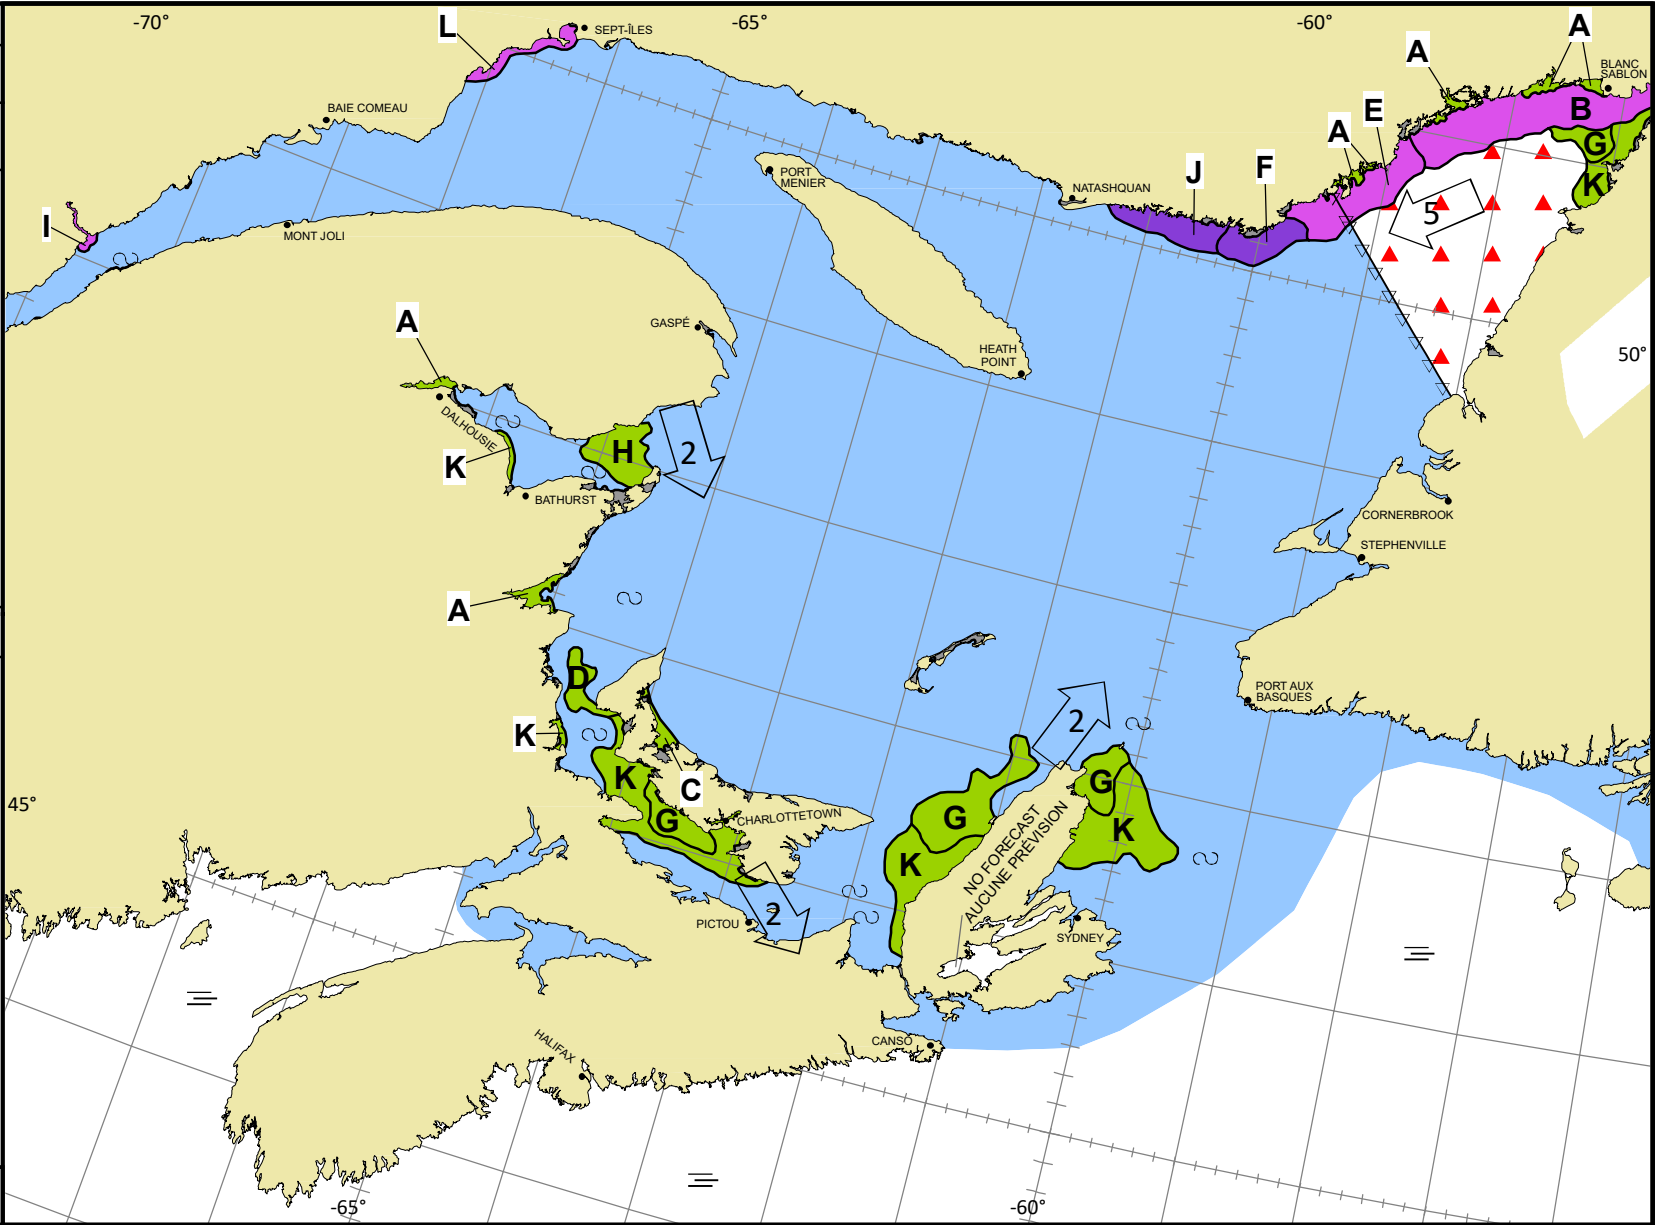 -70°
-65°
-60°
L
SEPT-ÎLES
A
A
BLANC
SABLON
BAIE COMEAU
E
B
A
G
PORT
MENIER
J
F
K
NATASHQUAN
5
I
MONT JOLI
A
GASPÉ
HEATH
POINT
50°
DALHOUSIE
H
2
K
BATHURST
CORNERBROOK
STEPHENVILLE
A
D
PORT AUX
BASQUES
K
2
K
C
G
45°
G
CHARLOTTETOWN
G
K
NO FORECAST
AUCUNE PRÉVISION
K
2
PICTOU
SYDNEY
HALIFAX
CANSO
-65°
-60°